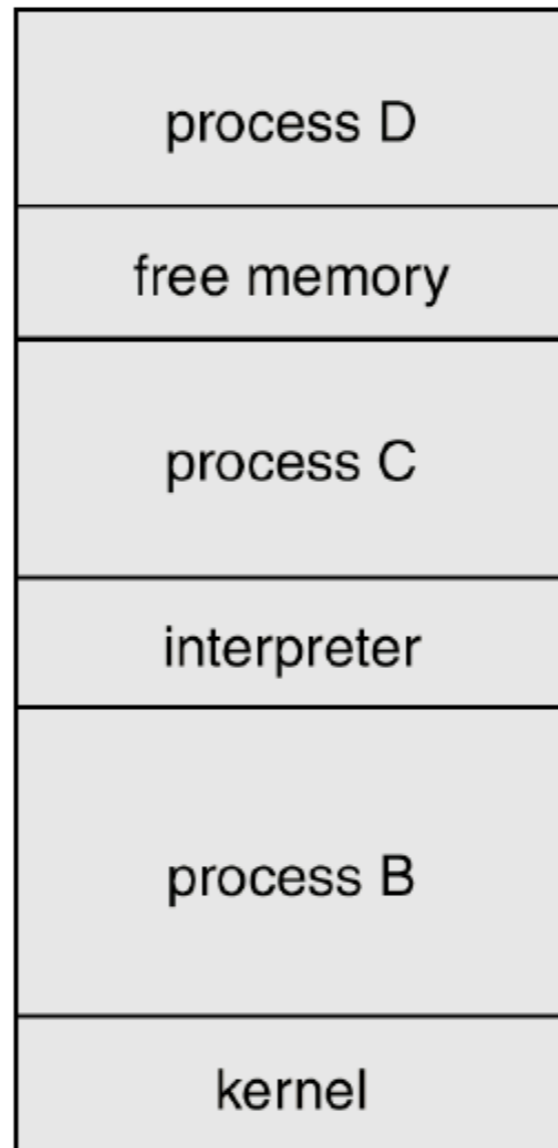 process D
free memory
process C
interpreter
process B
kernel